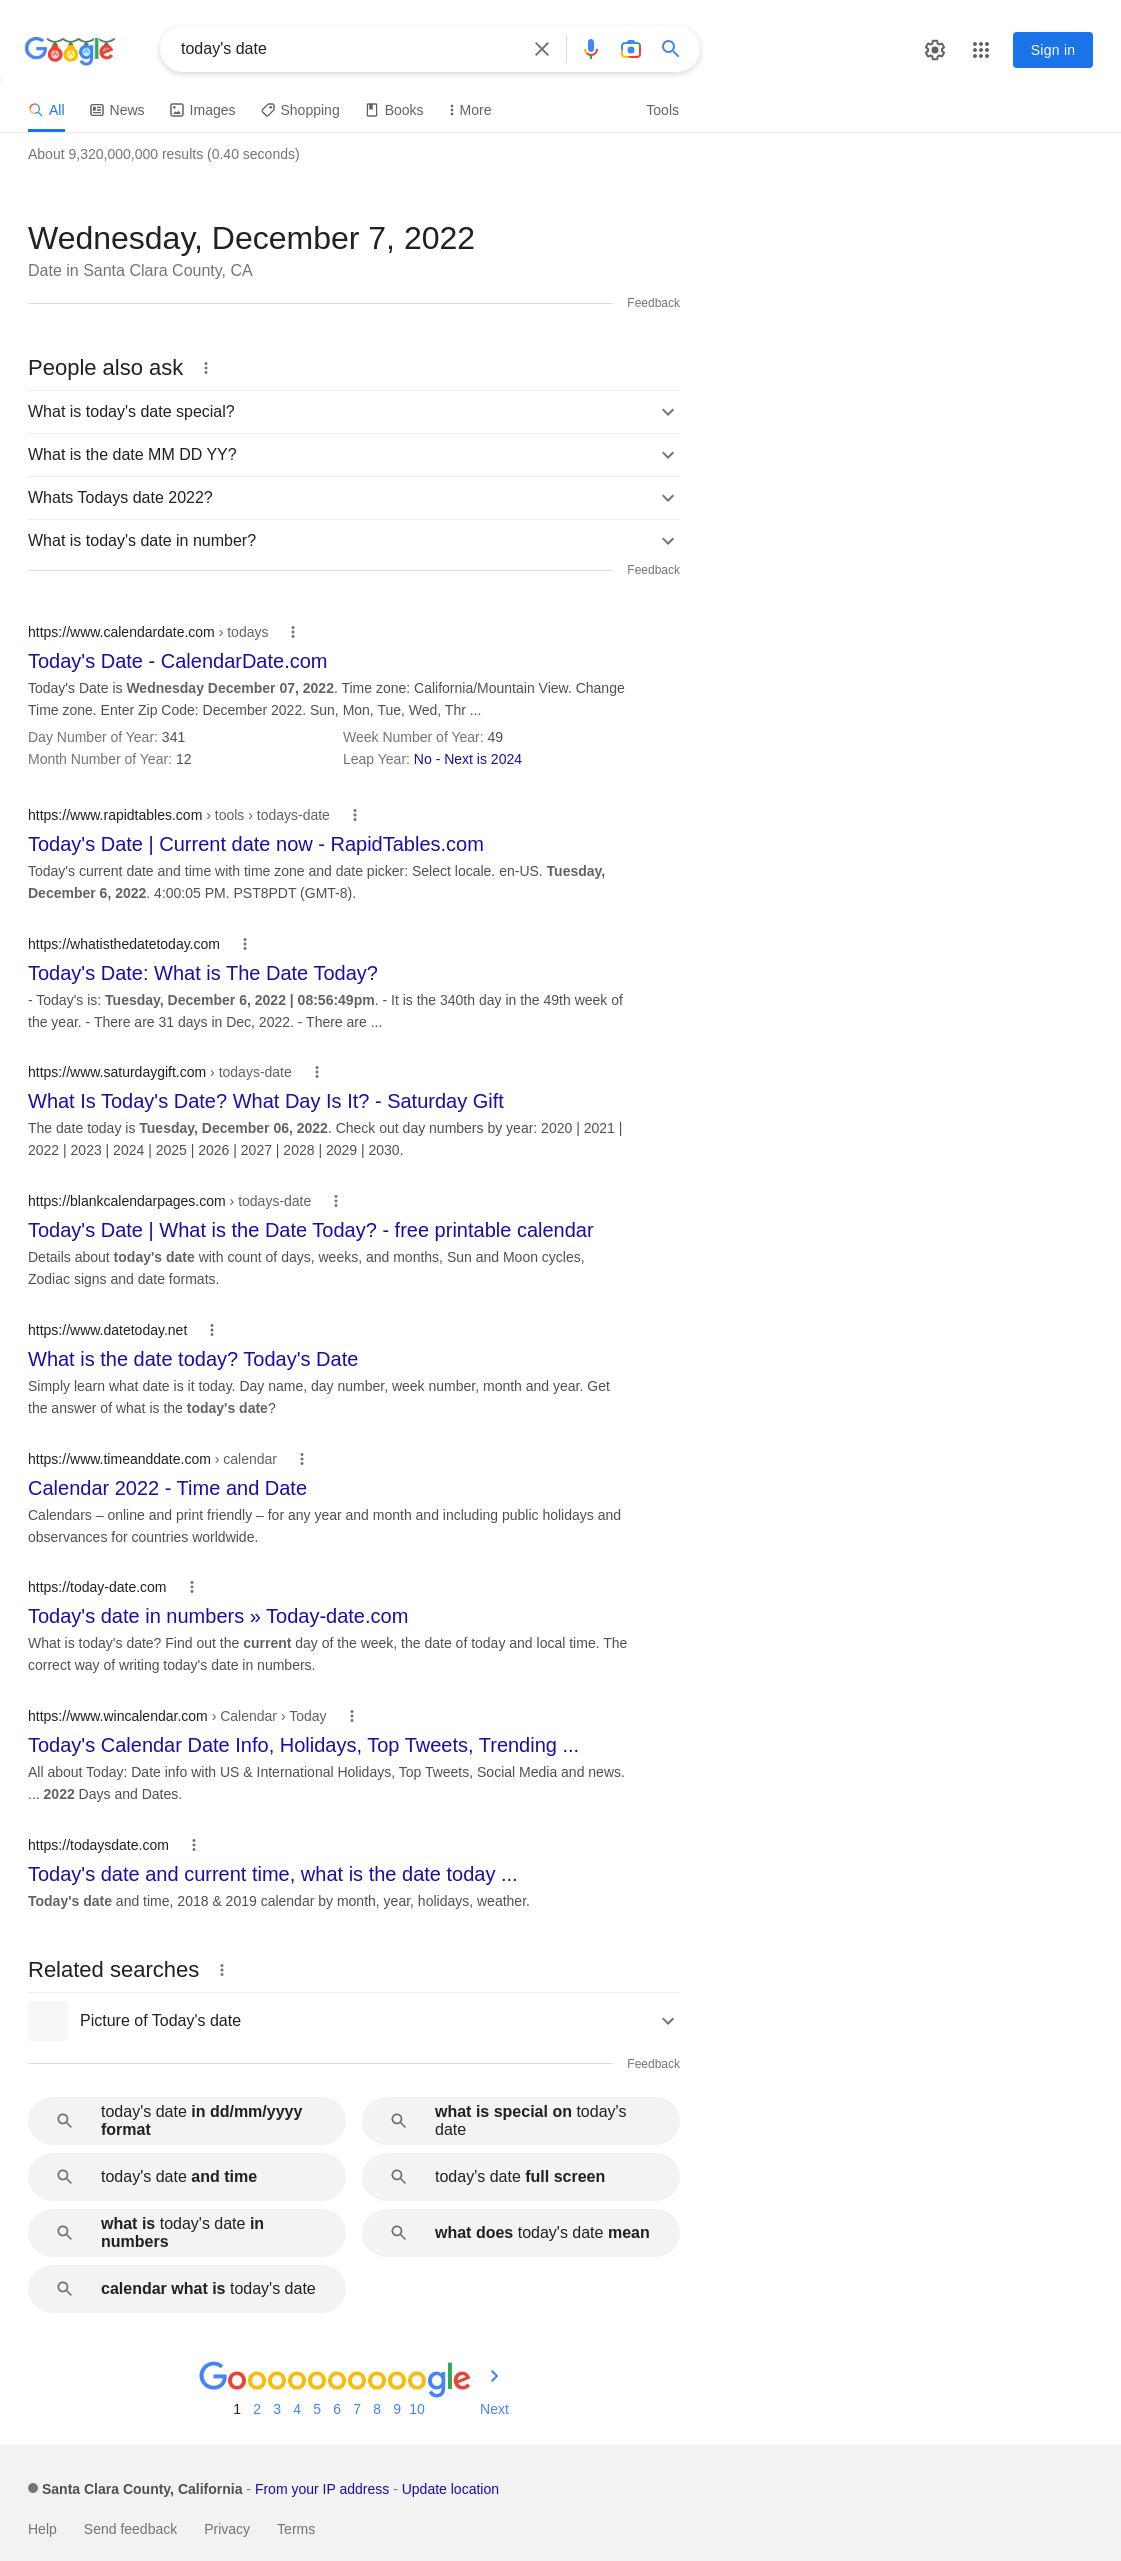 Google
today's date
Sign in
All
News
Images
Shopping
Books
More
Tools
About 9,320,000,000 results (0.40 seconds)
Wednesday, December 7, 2022
Date in Santa Clara County, CA
Feedback
People also ask
What is today's date special?
What is the date MM DD YY?
Whats Todays date 2022?
What is today's date in number?
Feedback
https://www.calendardate.com › todays
Today's Date - CalendarDate.com
Today's Date is Wednesday December 07, 2022. Time zone: California/Mountain View. Change
Time zone. Enter Zip Code: December 2022. Sun, Mon, Tue, Wed, Thr ...
Day Number of Year: 341
Week Number of Year: 49
Month Number of Year: 12
Leap Year: No - Next is 2024
https://www.rapidtables.com › tools › todays-date
Today's Date | Current date now - RapidTables.com
Today's current date and time with time zone and date picker: Select locale. en-US. Tuesday,
December 6, 2022. 4:00:05 PM. PST8PDT (GMT-8).
https://whatisthedatetoday.com
Today's Date: What is The Date Today?
- Today's is: Tuesday, December 6, 2022 | 08:56:49pm. - It is the 340th day in the 49th week of
the year. - There are 31 days in Dec, 2022. - There are ...
https://www.saturdaygift.com › todays-date
What Is Today's Date? What Day Is It? - Saturday Gift
The date today is Tuesday, December 06, 2022. Check out day numbers by year: 2020 | 2021 |
2022 | 2023 | 2024 | 2025 | 2026 | 2027 | 2028 | 2029 | 2030.
https://blankcalendarpages.com › todays-date
Today's Date | What is the Date Today? - free printable calendar
Details about today's date with count of days, weeks, and months, Sun and Moon cycles,
Zodiac signs and date formats.
https://www.datetoday.net
What is the date today? Today's Date
Simply learn what date is it today. Day name, day number, week number, month and year. Get
the answer of what is the today's date?
https://www.timeanddate.com › calendar
Calendar 2022 - Time and Date
Calendars – online and print friendly – for any year and month and including public holidays and
observances for countries worldwide.
https://today-date.com
Today's date in numbers » Today-date.com
What is today's date? Find out the current day of the week, the date of today and local time. The
correct way of writing today's date in numbers.
https://www.wincalendar.com › Calendar › Today
Today's Calendar Date Info, Holidays, Top Tweets, Trending ...
All about Today: Date info with US & International Holidays, Top Tweets, Social Media and news.
... 2022 Days and Dates.
https://todaysdate.com
Today's date and current time, what is the date today ...
Today's date and time, 2018 & 2019 calendar by month, year, holidays, weather.
Related searches
Picture of Today's date
Feedback
today's date in dd/mm/yyyy
format
what is special on today's
date
today's date and time
today's date full screen
what is today's date in
numbers
what does today's date mean
calendar what is today's date
Goooooooooogle
1 2 3 4 5 6 7 8 9 10 Next
Santa Clara County, California - From your IP address - Update location
Help Send feedback Privacy Terms